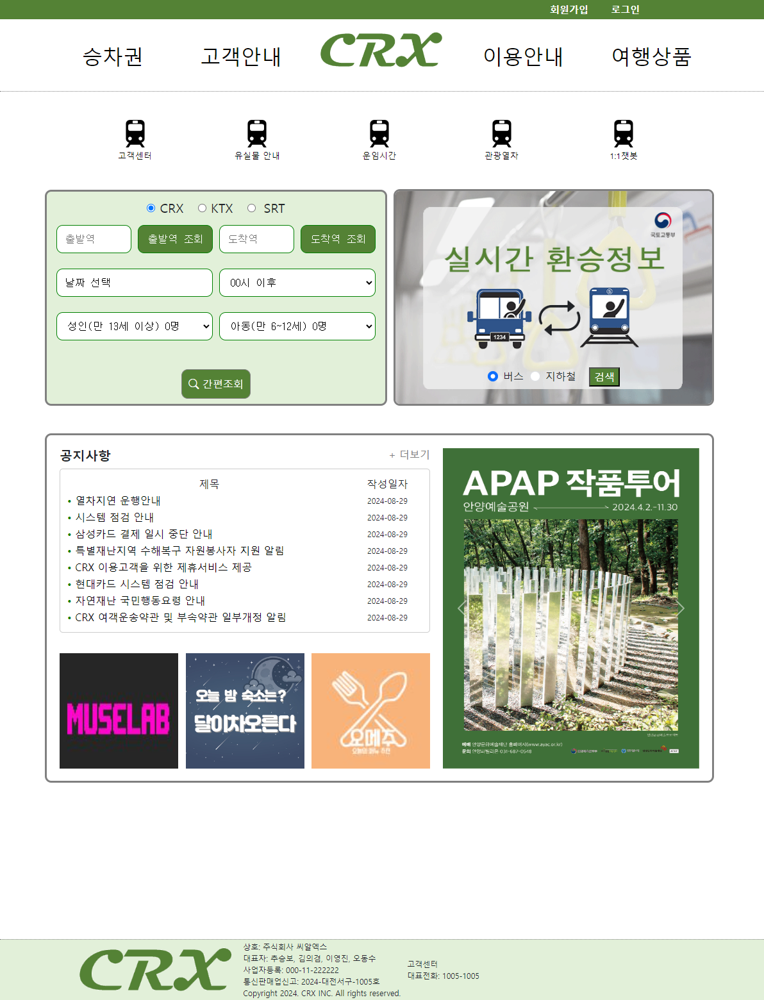 회원가입 로그인
승차권 고객안내 CRX 이용안내 여행상품
고객센터 유실물 안내 운임시간 관광열차 1:1챗봇
CRX KTX SRT
출발역 출발역 조회 도착역 도착역 조회
날짜 선택 00시 이후
성인(만 13세 이상) 0명 아동(만 6~12세) 0명
간편조회
국토교통부
실시간 환승정보
1234
S
버스 지하철 검색
공지사항 + 더보기
제목 작성일자
• 열차지연 운행안내 2024-08-29
• 시스템 점검 안내 2024-08-29
• 삼성카드 결제 일시 중단 안내 2024-08-29
• 특별재난지역 수해복구 자원봉사자 지원 알림 2024-08-29
• CRX 이용고객을 위한 제휴서비스 제공 2024-08-29
• 현대카드 시스템 점검 안내 2024-08-29
• 자연재난 국민행동요령 안내 2024-08-29
• CRX 여객운송약관 및 부속약관 일부개정 알림 2024-08-29
MUSELAB
오늘 밤 숙소는?
달이차오른다
요메추
오늘의 메뉴 추천
APAP 작품투어
안양예술공원 2024.4.2.-11.30
예매 안양문화예술재단 홈페이지(www.ayac.or.kr)
문의 안양파빌리온 031-687-0548
CRX
상호: 주식회사 씨알엑스
대표자: 추승보, 김의겸, 이영진, 오동수
사업자등록: 000-11-222222
통신판매업신고: 2024-대전서구-1005호
Copyright 2024. CRX INC. All rights reserved.
고객센터
대표전화: 1005-1005